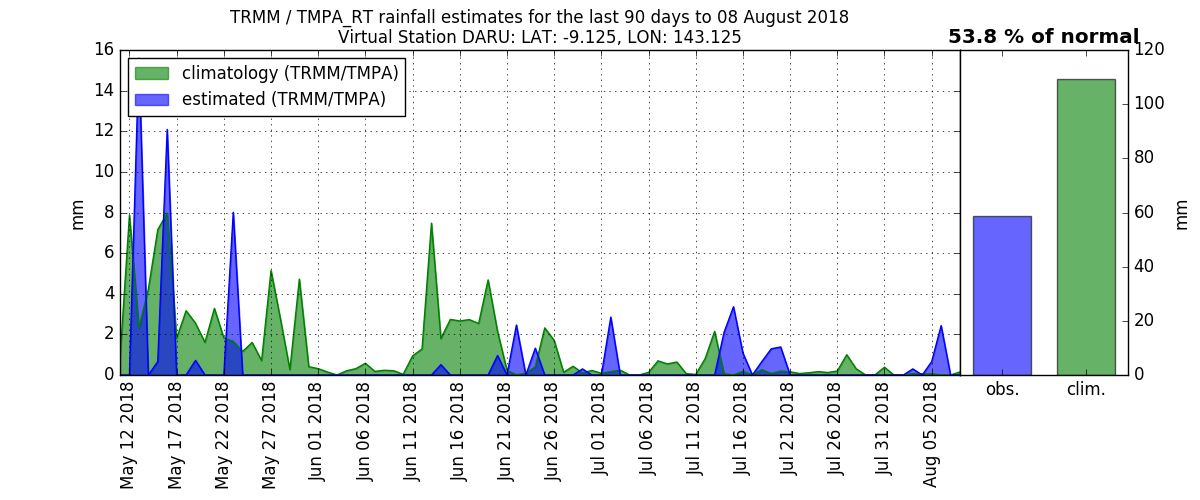 TRMM / TMPA_RT rainfall estimates for the last 90 days to 08 August 2018
Virtual Station DARU: LAT: -9.125, LON: 143.125
53.8 % of normal
climatology (TRMM/TMPA)
estimated (TRMM/TMPA)
mm
16
14
12
10
8
6
4
2
0
May 12 2018
May 17 2018
May 22 2018
May 27 2018
Jun 01 2018
Jun 06 2018
Jun 11 2018
Jun 16 2018
Jun 21 2018
Jun 26 2018
Jul 01 2018
Jul 06 2018
Jul 11 2018
Jul 16 2018
Jul 21 2018
Jul 26 2018
Jul 31 2018
Aug 05 2018
obs.
clim.
120
100
80
60
40
20
0
mm